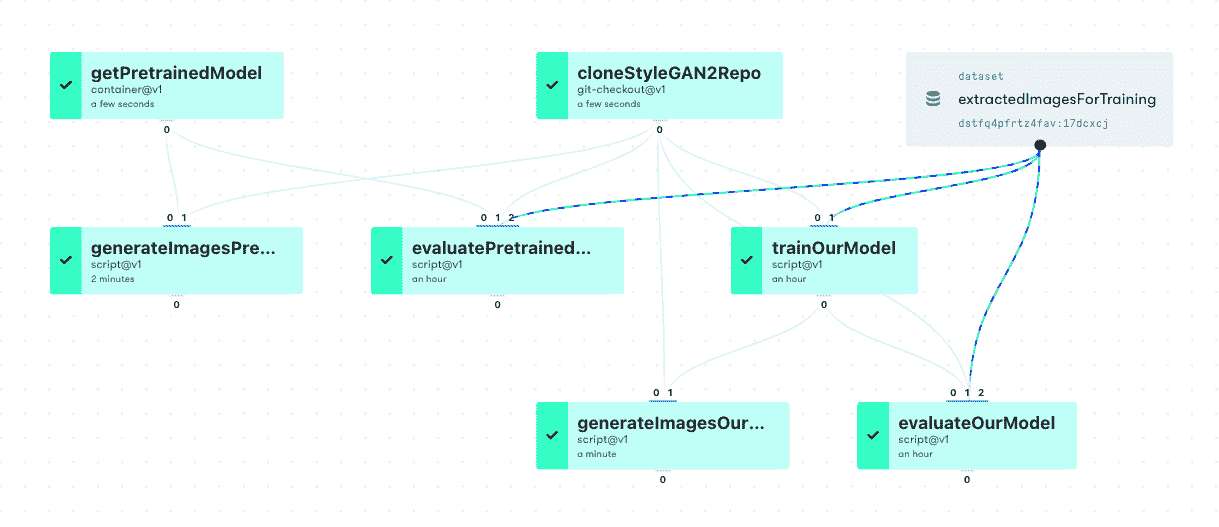 getPretrainedModel
container@v1
a few seconds
0
cloneStyleGAN2Repo
git-checkout@v1
a few seconds
0
dataset
extractedImagesForTraining
dstfq4pfrtz4fav:17dcxcj
0 1
generateImagesPre...
script@v1
2 minutes
0
0 1 2
evaluatePretrained...
script@v1
an hour
0
0 1
trainOurModel
script@v1
an hour
0
0 1
generateImagesOur...
script@v1
a minute
0
0 1 2
evaluateOurModel
script@v1
an hour
0